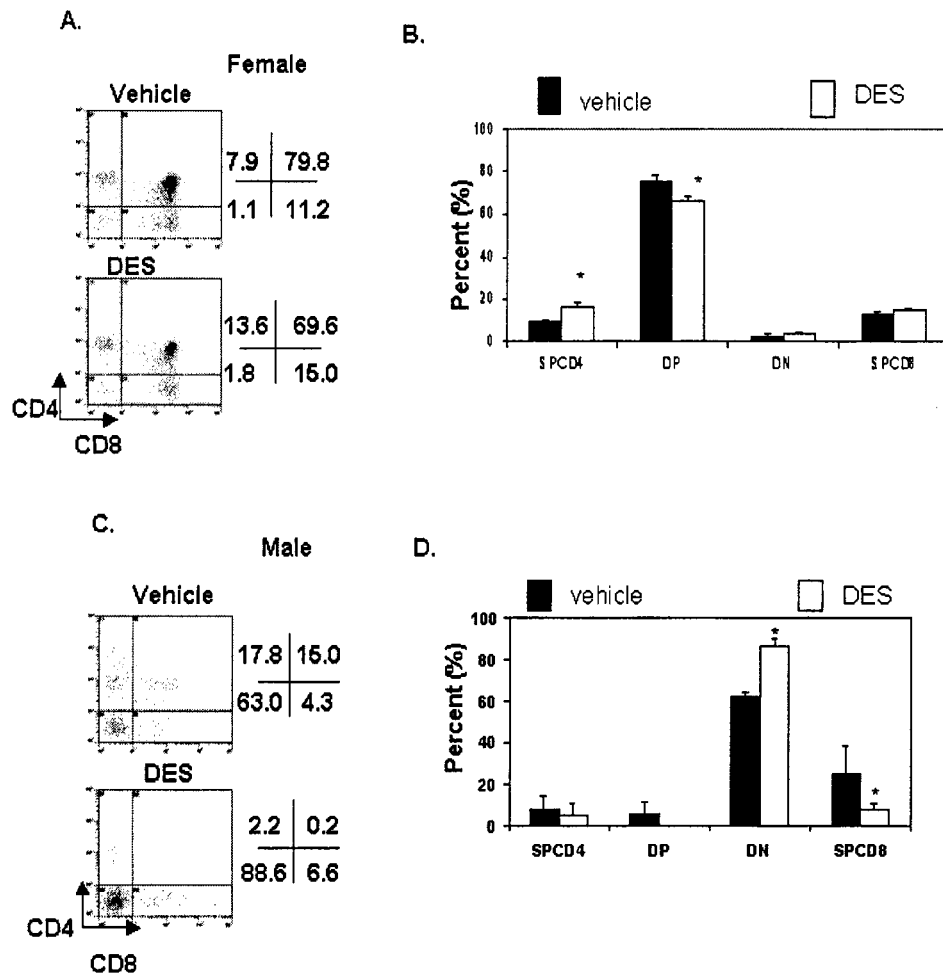 A.
Female
Vehicle
7.9 79.8
1.1 11.2
DES
13.6 69.6
1.8 15.0
CD4
CD8
B.
vehicle DES
Percent (%)
100
80
60
40
20
0
* *
SPCD4 DP DN SPCD8
C.
Male
Vehicle
17.8 15.0
63.0 4.3
DES
2.2 0.2
88.6 6.6
CD4
CD8
D.
vehicle DES
Percent (%)
100
80
60
40
20
0
* *
SPCD4 DP DN SPCD8